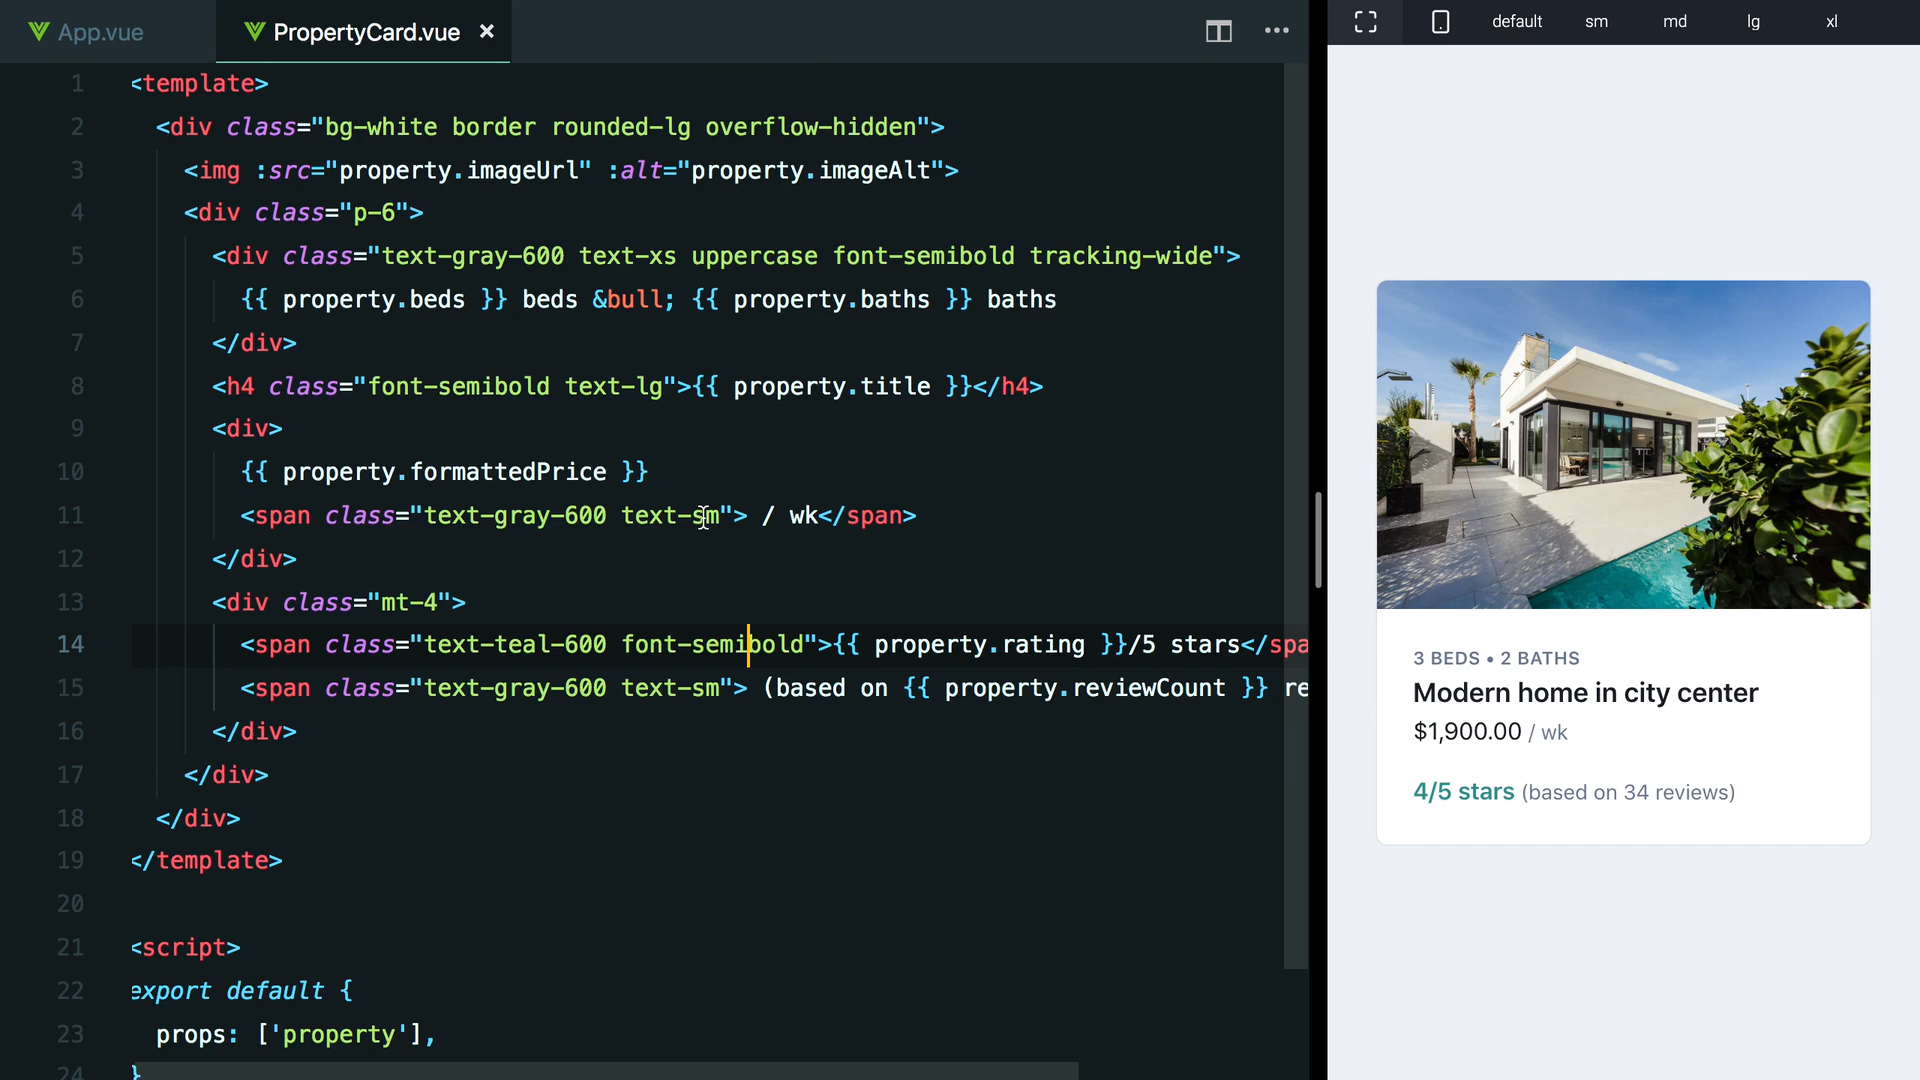 App.vue
PropertyCard.vue ×
1 <template>
2 <div class="bg-white border rounded-lg overflow-hidden">
3 <img :src="property.imageUrl" :alt="property.imageAlt">
4 <div class="p-6">
5 <div class="text-gray-600 text-xs uppercase font-semibold tracking-wide">
6 {{ property.beds }} beds &bull; {{ property.baths }} baths
7 </div>
8 <h4 class="font-semibold text-lg">{{ property.title }}</h4>
9 <div>
10 {{ property.formattedPrice }}
11 <span class="text-gray-600 text-sm"> / wk</span>
12 </div>
13 <div class="mt-4">
14 <span class="text-teal-600 font-semibold">{{ property.rating }}/5 stars</spa
15 <span class="text-gray-600 text-sm"> (based on {{ property.reviewCount }} re
16 </div>
17 </div>
18 </div>
19 </template>
20
21 <script>
22 export default {
23 props: ['property'],
24 }
default sm md lg xl
3 BEDS • 2 BATHS
Modern home in city center
$1,900.00 / wk
4/5 stars (based on 34 reviews)